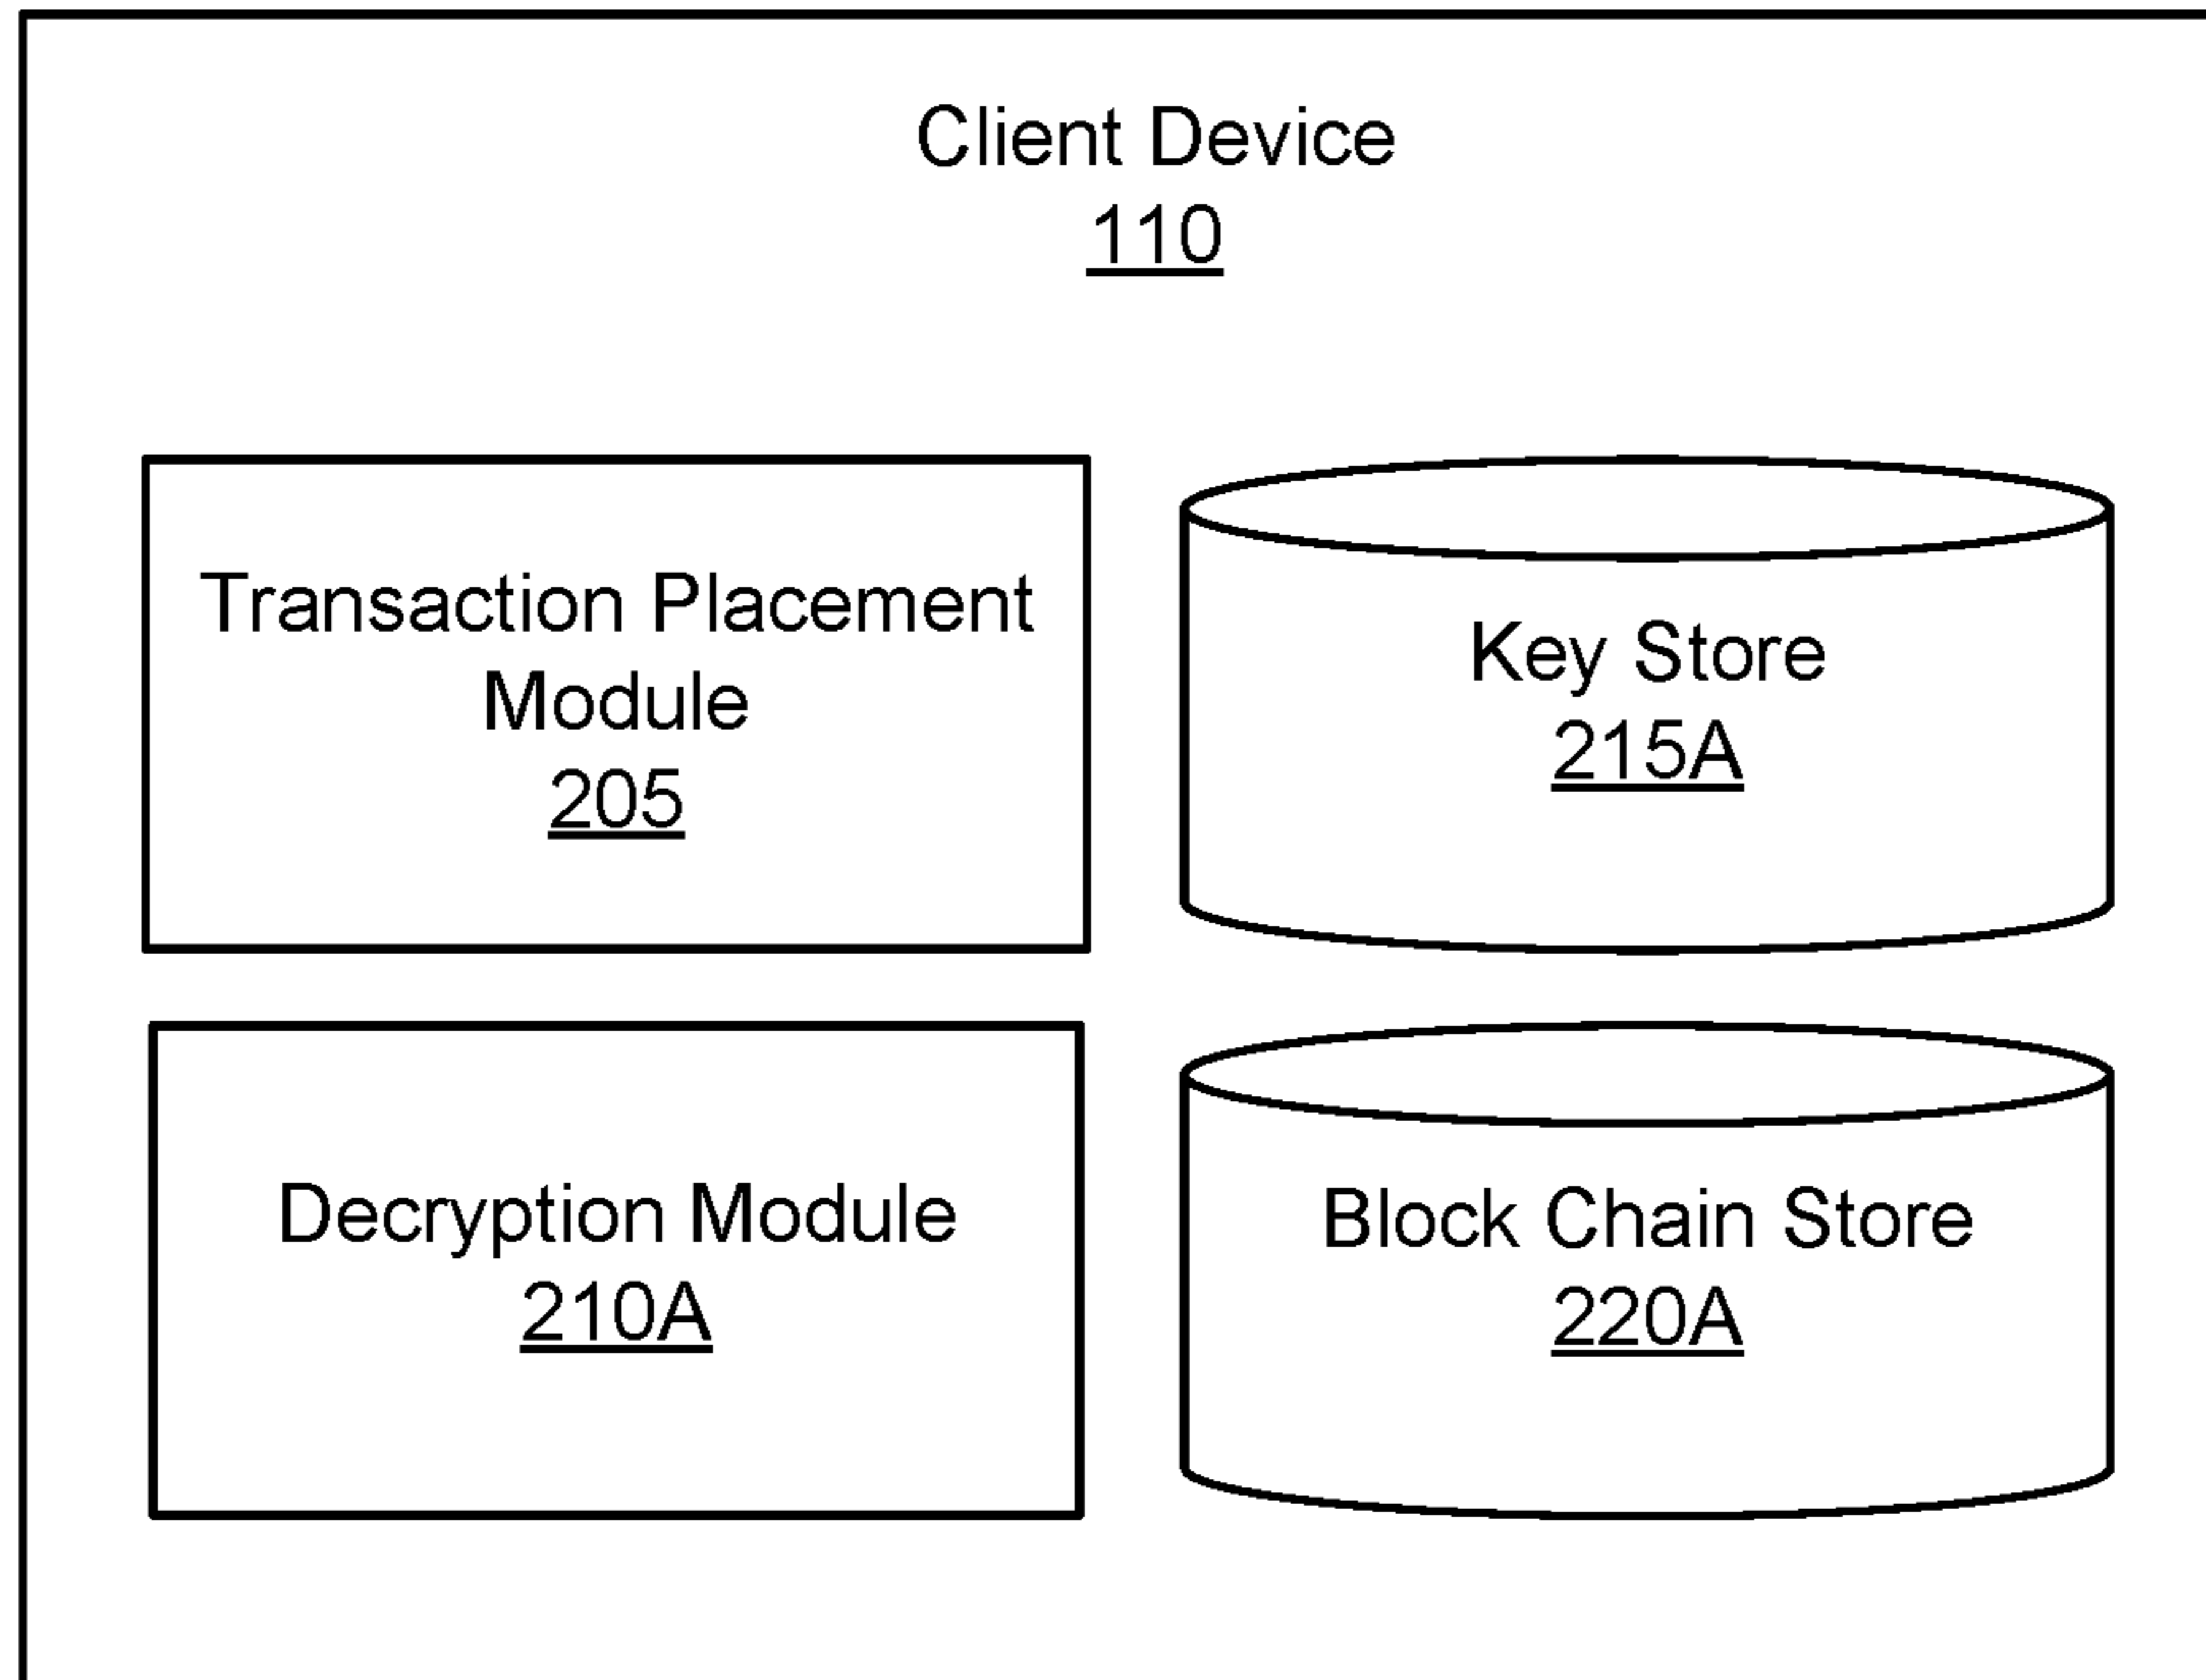 Client Device
110
Transaction Placement
Module
205
Key Store
215A
Decryption Module
210A
Block Chain Store
220A